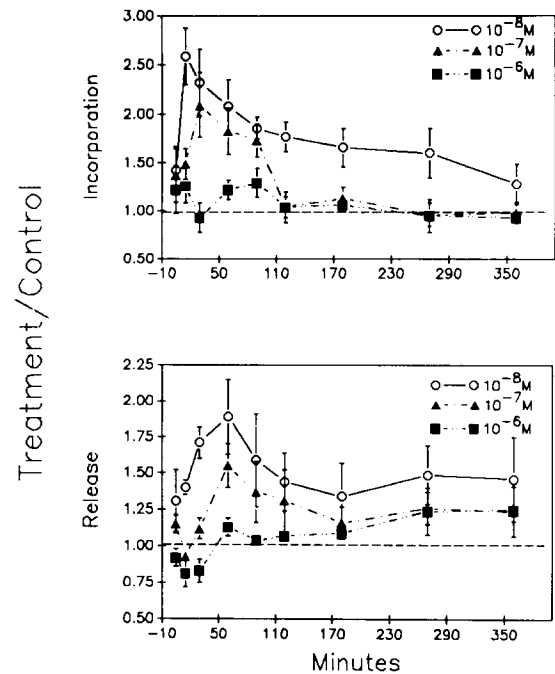 Treatment/Control
Incorporation
3.00
2.50
2.00
1.50
1.00
0.50
-10 50 110 170 230 290 350
10⁻⁸M
10⁻⁷M
10⁻⁶M
Release
2.25
2.00
1.75
1.50
1.25
1.00
0.75
0.50
-10 50 110 170 230 290 350
10⁻⁸M
10⁻⁷M
10⁻⁶M
Minutes